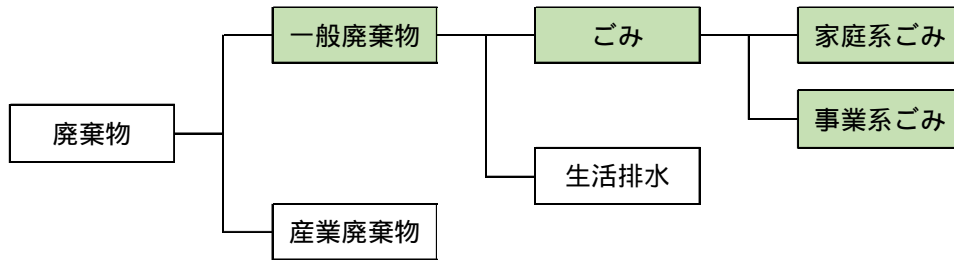 廃棄物
一般廃棄物
産業廃棄物
ごみ
生活排水
家庭系ごみ
事業系ごみ